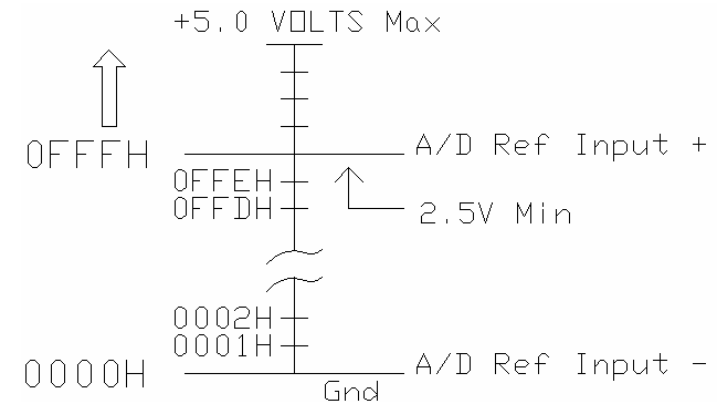 +5.0 VOLTS Max
0FFFH
A/D Ref Input +
0FFEH
0FFDH
2.5V Min
0002H
0001H
0000H
A/D Ref Input -
Gnd